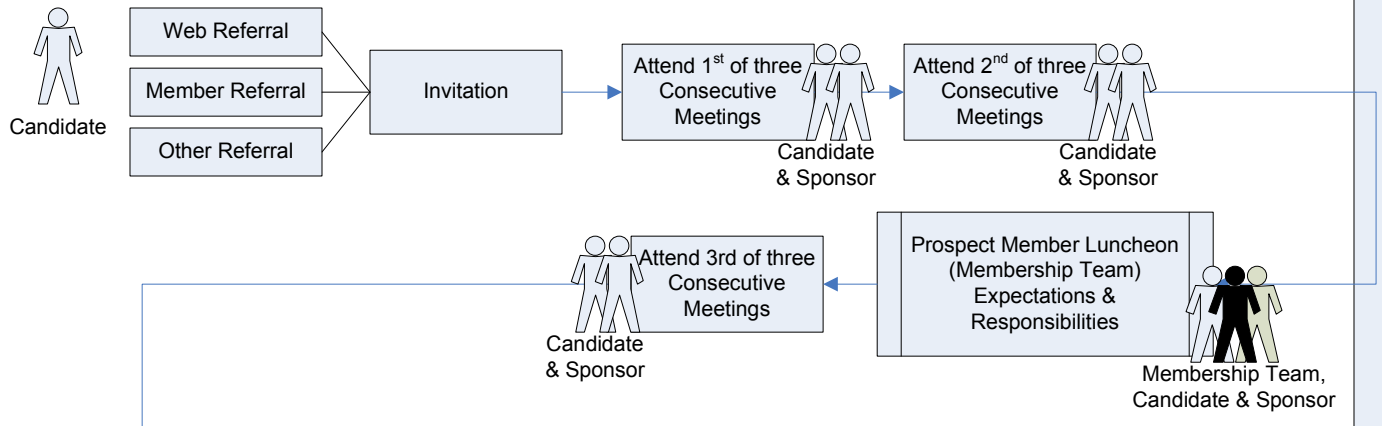 Candidate
Web Referral
Member Referral
Other Referral
Invitation
Attend 1st of three
Consecutive
Meetings
Candidate
& Sponsor
Attend 2nd of three
Consecutive
Meetings
Candidate
& Sponsor
Prospect Member Luncheon
(Membership Team)
Expectations &
Responsibilities
Membership Team,
Candidate & Sponsor
Attend 3rd of three
Consecutive
Meetings
Candidate
& Sponsor